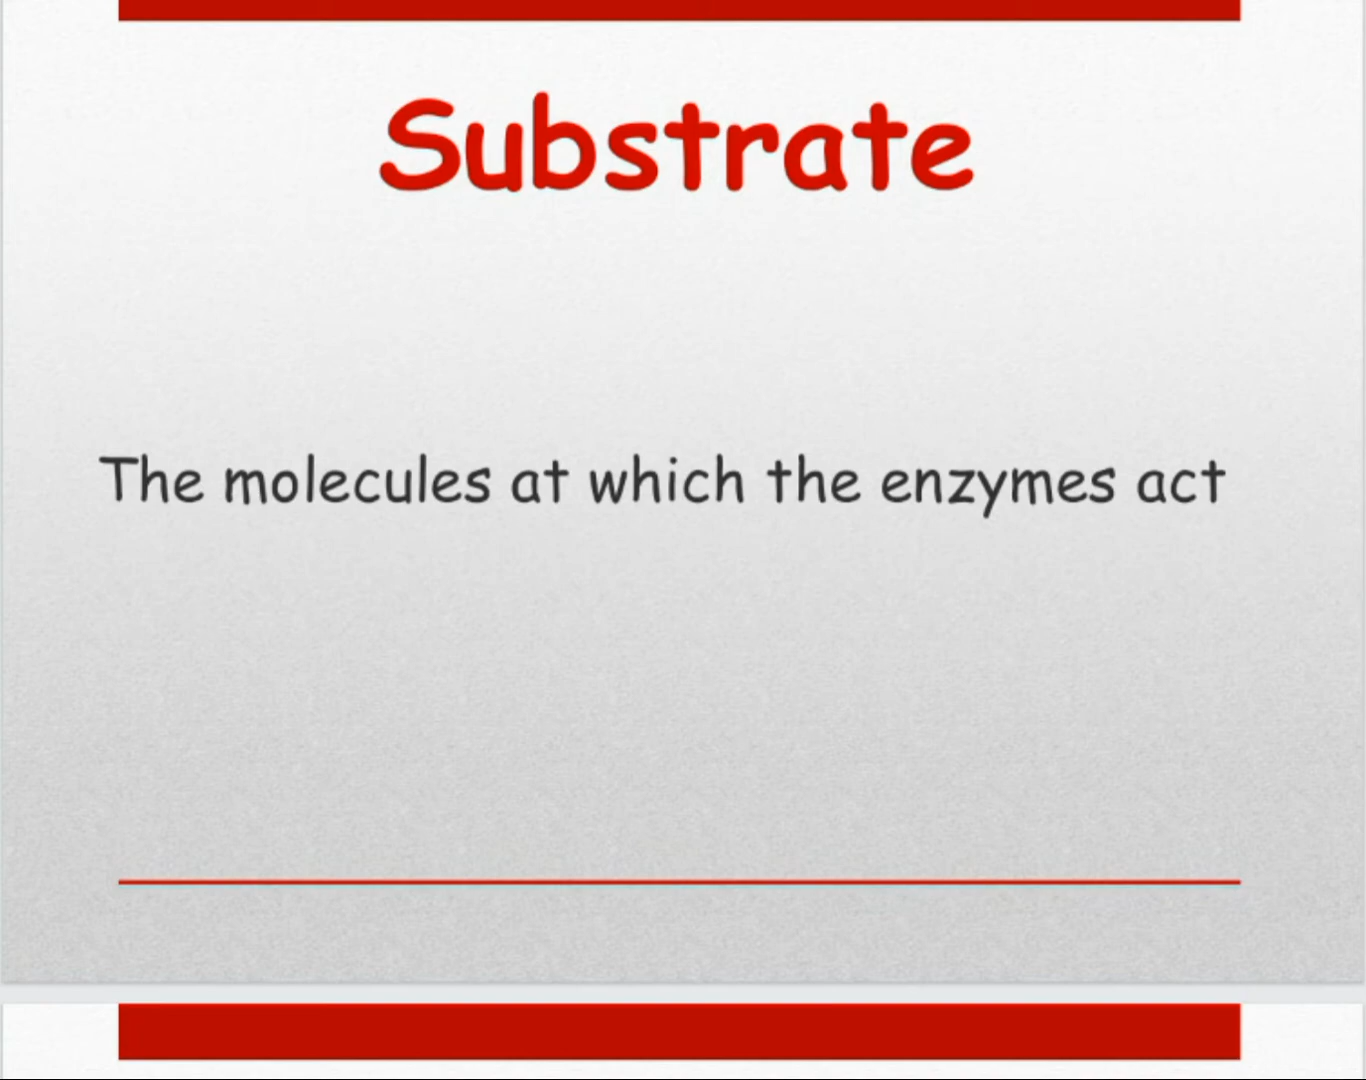 Substrate
The molecules at which the enzymes act